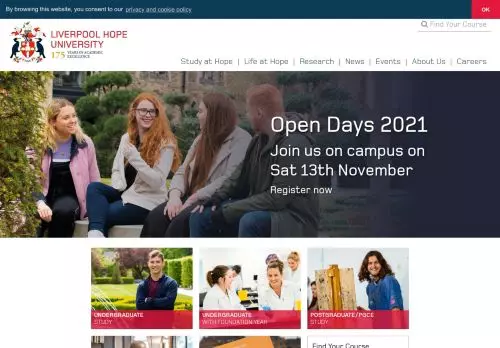 By browsing this website, you consent to our privacy and cookie policy
OK
LIVERPOOL HOPE
UNIVERSITY
175 YEARS OF ACADEMIC
EXCELLENCE
Find Your Course
Study at Hope | Life at Hope | Research | News | Events | About Us | Careers
Open Days 2021
Join us on campus on
Sat 13th November
Register now
UNDERGRADUATE
STUDY
UNDERGRADUATE
WITH FOUNDATION YEAR
POSTGRADUATE/PGCE
STUDY
Find Your Course